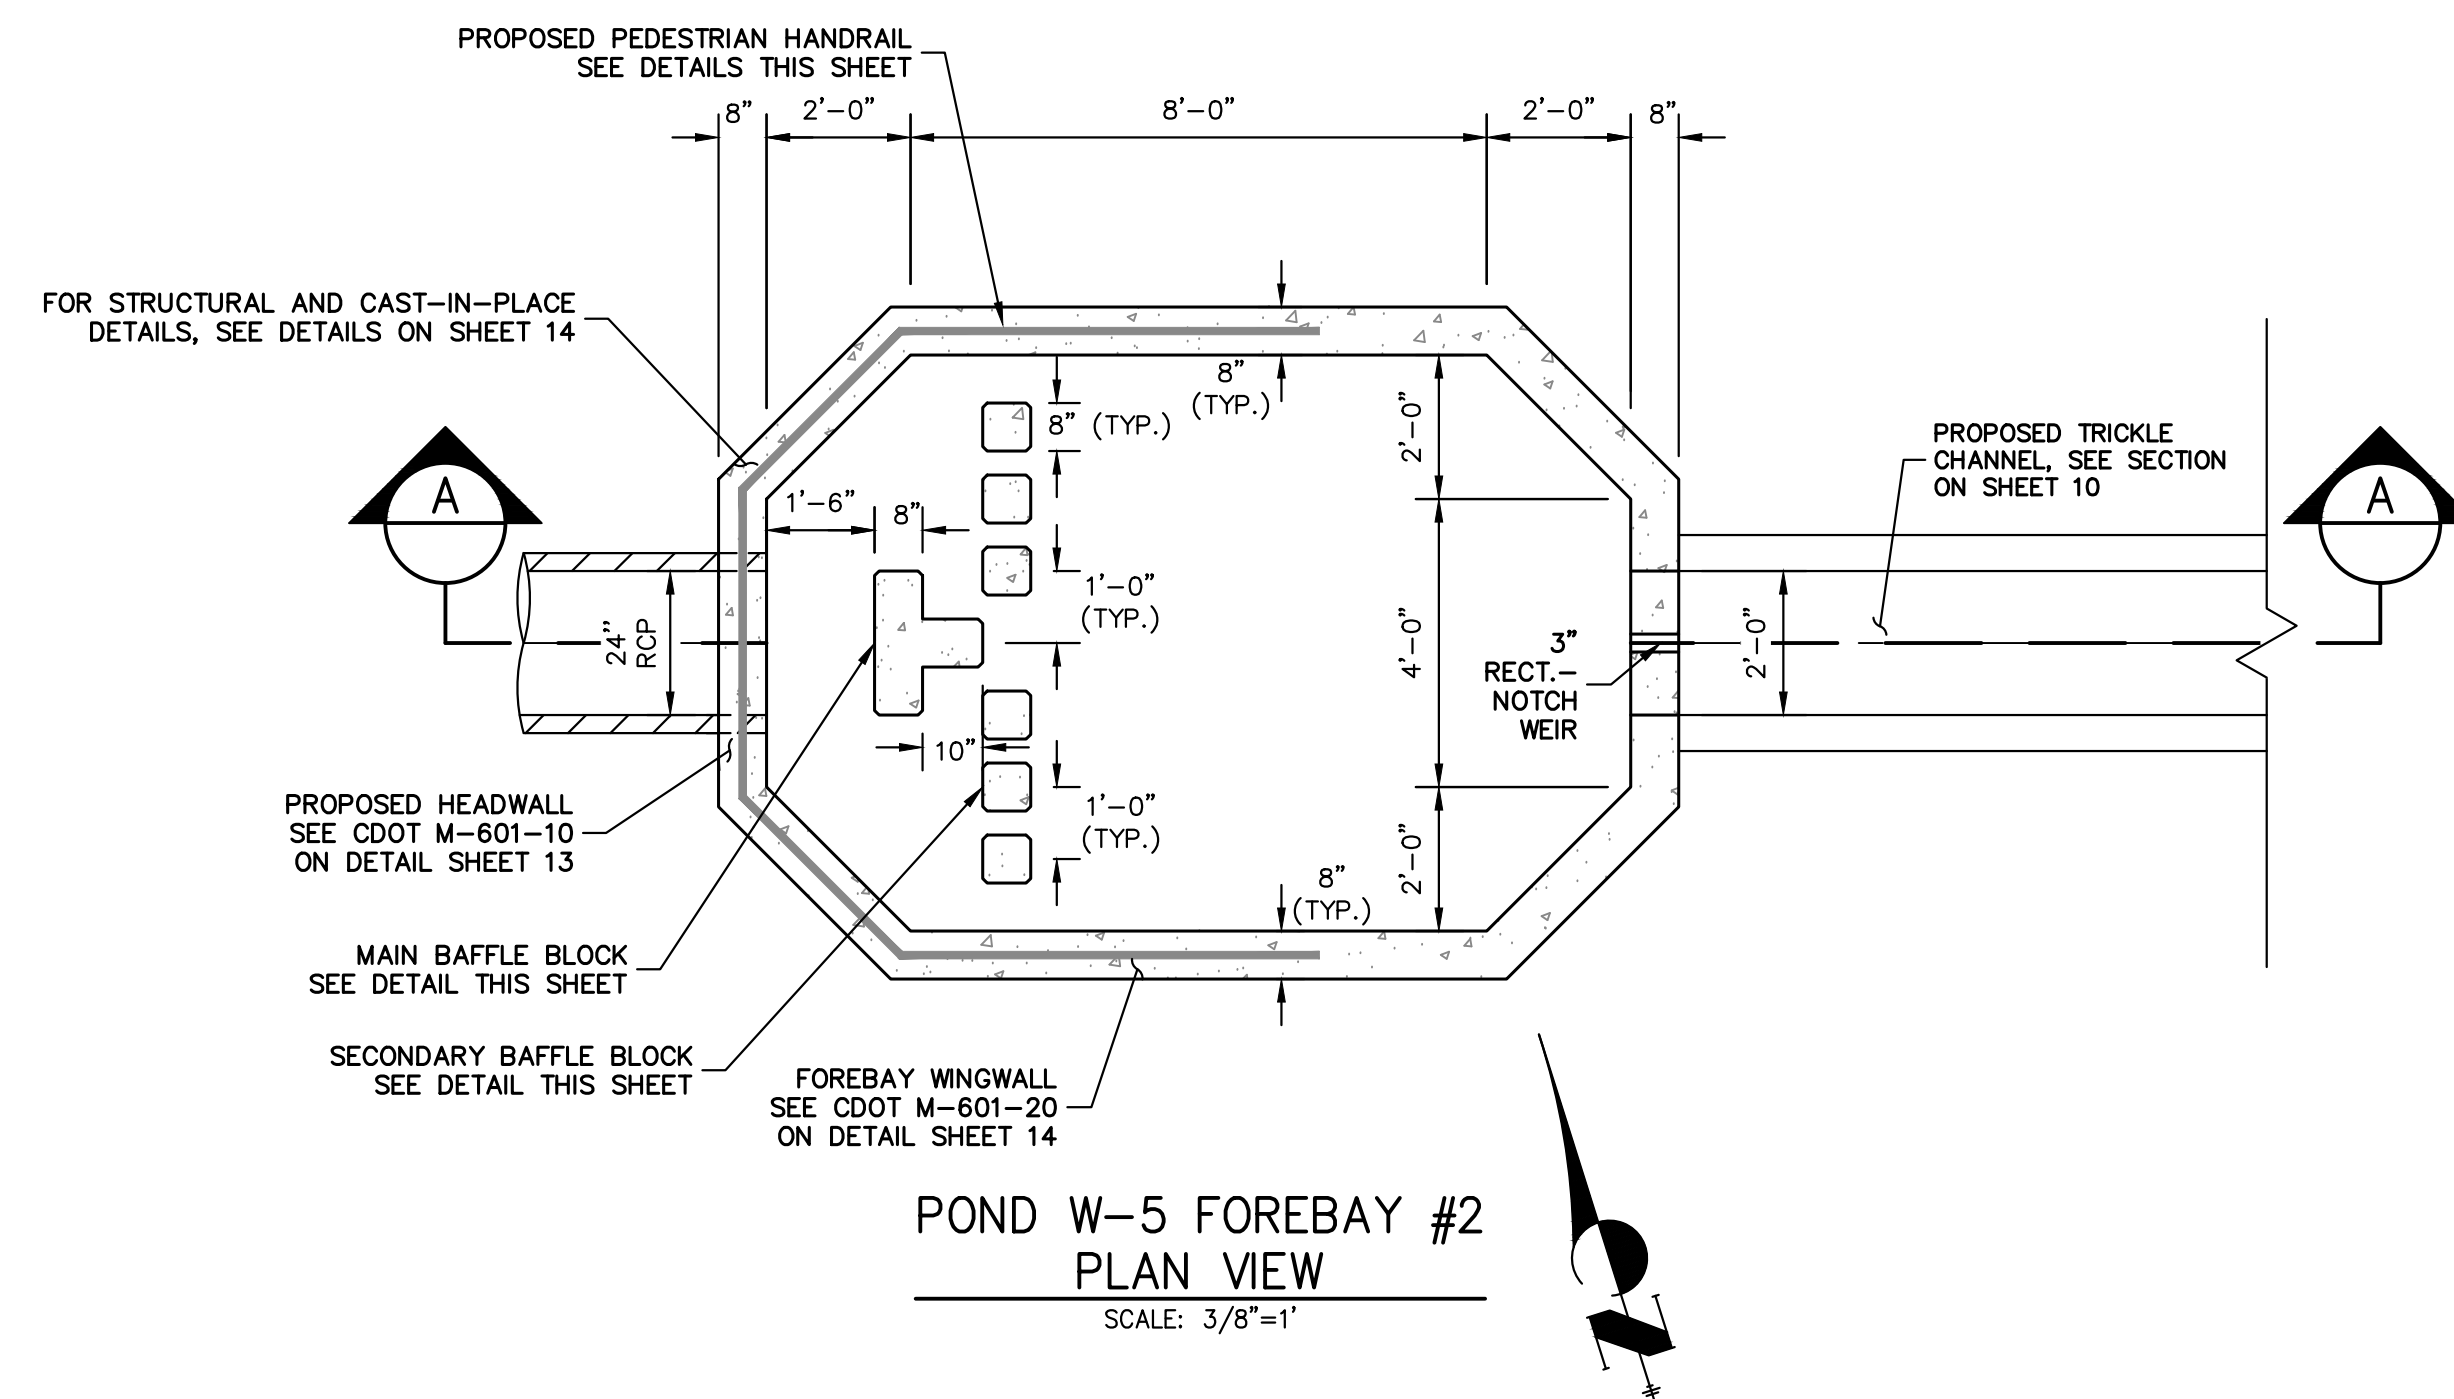 PROPOSED PEDESTRIAN HANDRAIL
SEE DETAILS THIS SHEET
8”
2’–0”
8’–0”
2’–0”
8”
FOR STRUCTURAL AND CAST–IN–PLACE
DETAILS, SEE DETAILS ON SHEET 14
8”
(TYP.)
8” (TYP.)
2’–0”
PROPOSED TRICKLE
CHANNEL, SEE SECTION
ON SHEET 10
A
A
1’–6”
8”
1’–0”
(TYP.)
24”
RCP
4’–0”
3”
RECT.–
NOTCH
WEIR
2’–0”
10”
PROPOSED HEADWALL
SEE CDOT M–601–10
ON DETAIL SHEET 13
1’–0”
(TYP.)
2’–0”
8”
(TYP.)
MAIN BAFFLE BLOCK
SEE DETAIL THIS SHEET
SECONDARY BAFFLE BLOCK
SEE DETAIL THIS SHEET
FOREBAY WINGWALL
SEE CDOT M–601–20
ON DETAIL SHEET 14
POND W–5 FOREBAY #2
PLAN VIEW
SCALE: 3/8”=1’
N